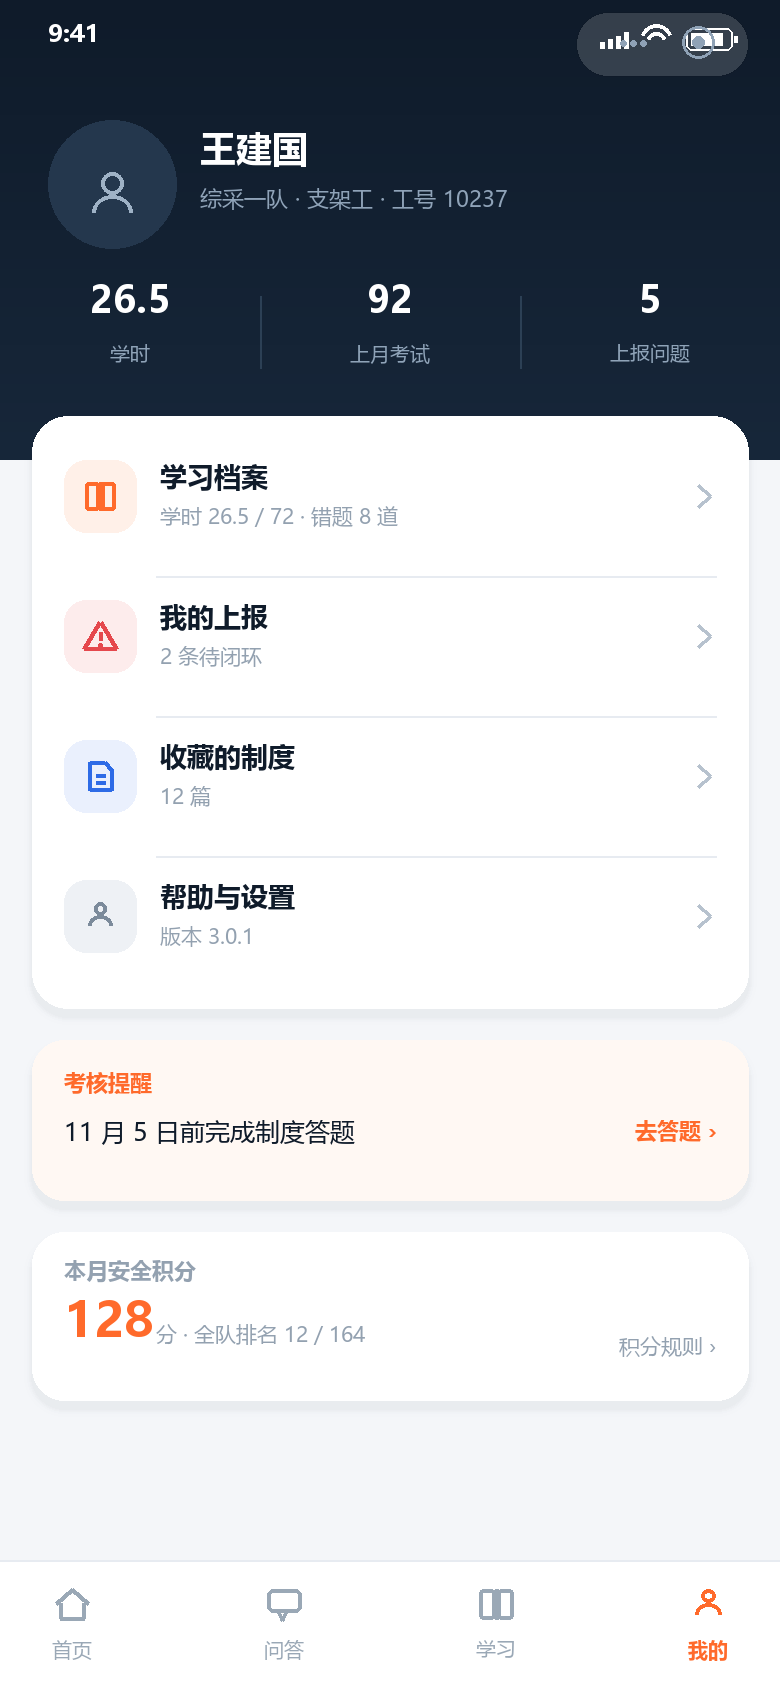 9:41
王建国
综采一队 · 支架工 · 工号 10237
26.5 92 5
学时 上月考试 上报问题
学习档案
学时 26.5 / 72 · 错题 8 道
我的上报
2 条待闭环
收藏的制度
12 篇
帮助与设置
版本 3.0.1
考核提醒
11 月 5 日前完成制度答题 去答题 ›
本月安全积分
128分 · 全队排名 12 / 164
积分规则 ›
首页 问答 学习 我的